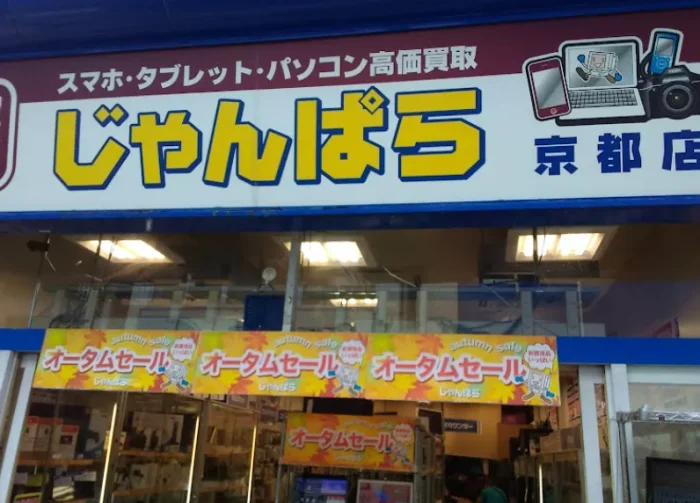 スマホ・タブレット・パソコン高価買取
じゃんぱら
京都店
autumn sale
オータムセール
じゃんぱら
autumn sale
オータムセール
じゃんぱら
autumn sale
オータムセール
じゃんぱら
オータムセール